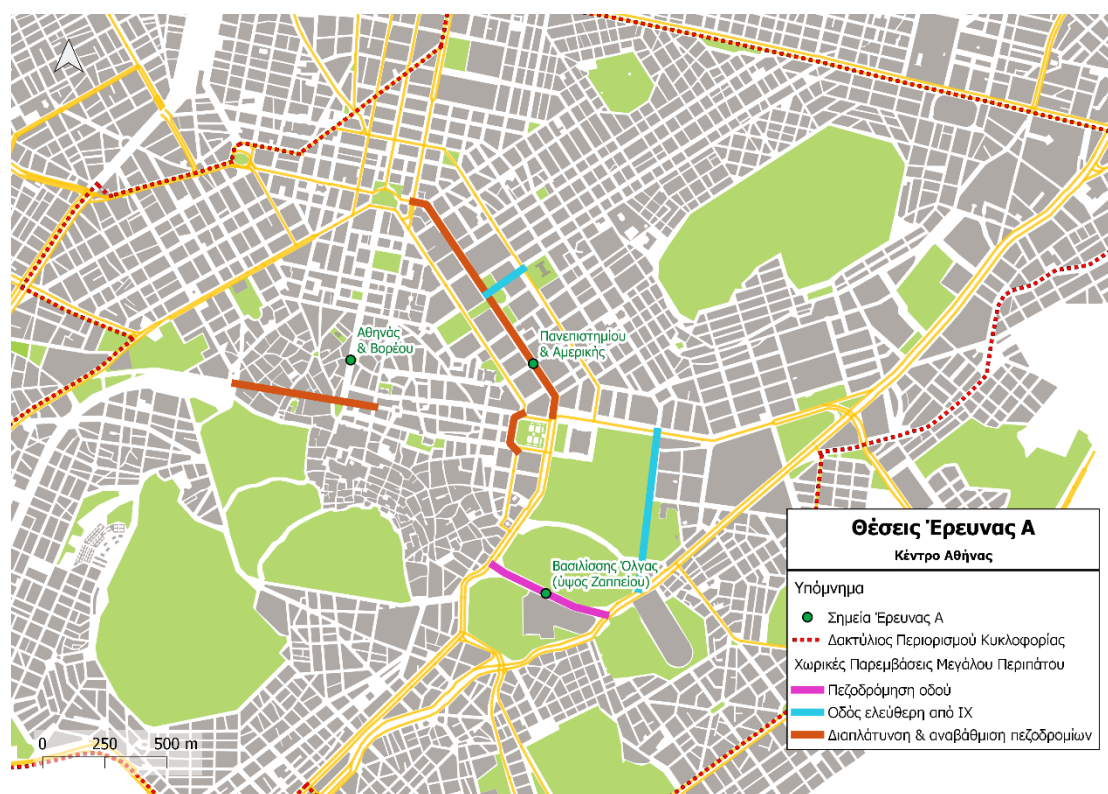 Αθηνάς
& Βορέου
Πανεπιστημίου
& Αμερικής
Βασιλίσσης Όλγας
(ύψος Ζαππείου)
Θέσεις Έρευνας Α
Κέντρο Αθήνας
Υπόμνημα
Σημεία Έρευνας Α
Δακτύλιος Περιορισμού Κυκλοφορίας
Χωρικές Παρεμβάσεις Μεγάλου Περιπάτου
Πεζοδρόμηση οδού
Οδός ελεύθερη από ΙΧ
Διαπλάτυνση & αναβάθμιση πεζοδρομίων
0 250 500 m